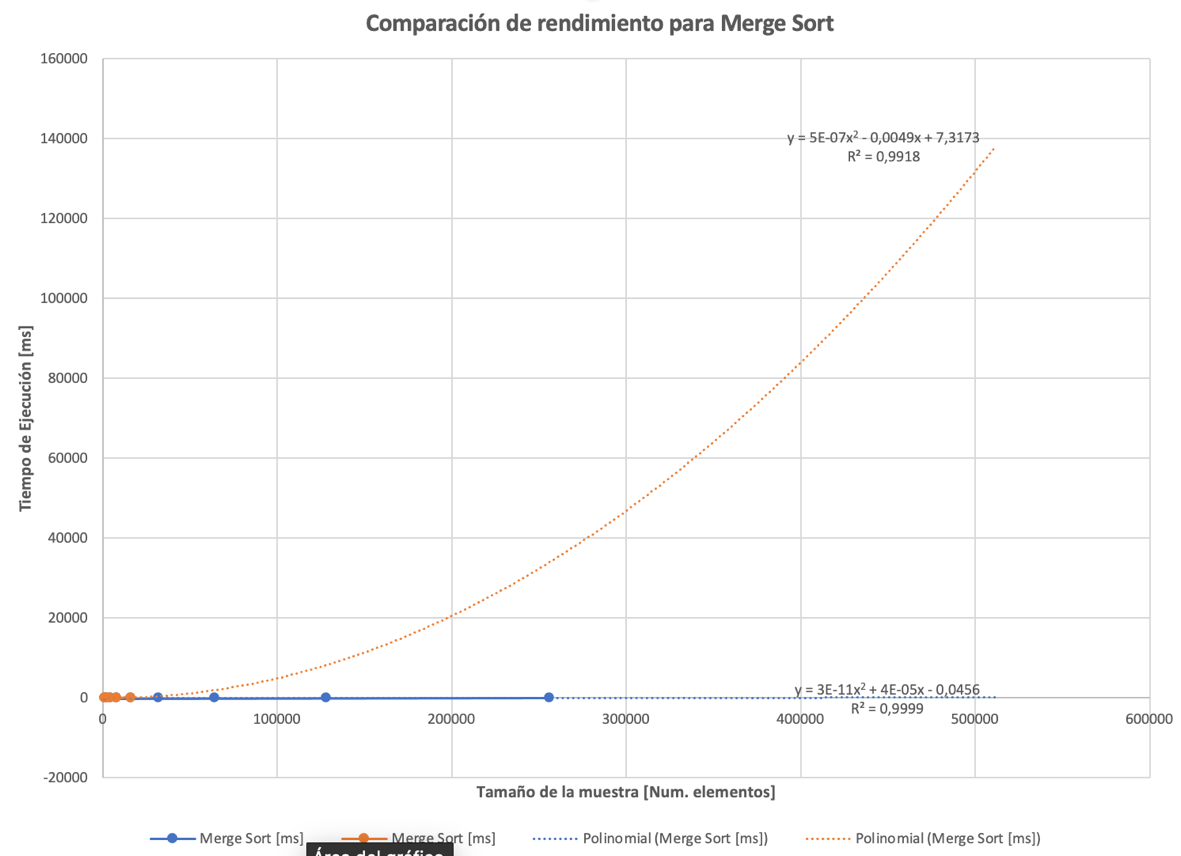 Comparación de rendimiento para Merge Sort
160000
140000
120000
100000
80000
60000
40000
20000
0
-20000
Tiempo de Ejecución [ms]
y = 5E-07x² - 0,0049x + 7,3173
R² = 0,9918
y = 3E-11x² + 4E-05x - 0,0456
R² = 0,9999
0 100000 200000 300000 400000 500000 600000
Tamaño de la muestra [Num. elementos]
Merge Sort [ms] Merge Sort [ms] Polinomial (Merge Sort [ms]) Polinomial (Merge Sort [ms])
Área del gráfico